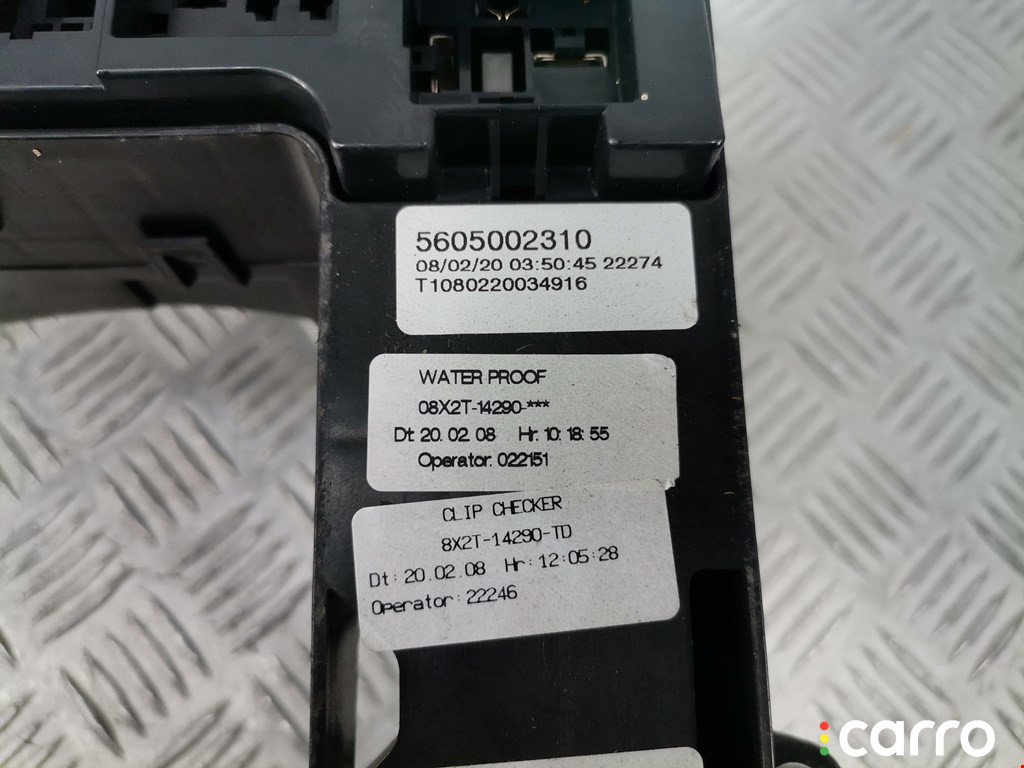 5605002310
08/02/20 03:50:45 22274
T1080220034916
WATER PROOF
08X2T-14290-***
Dt: 20. 02. 08 Hr: 10: 18: 55
Operator: 022151
CLIP CHECKER
8X2T-14290-TD
Dt: 20.02.08 Hr: 12:05:28
Operator: 22246
carro